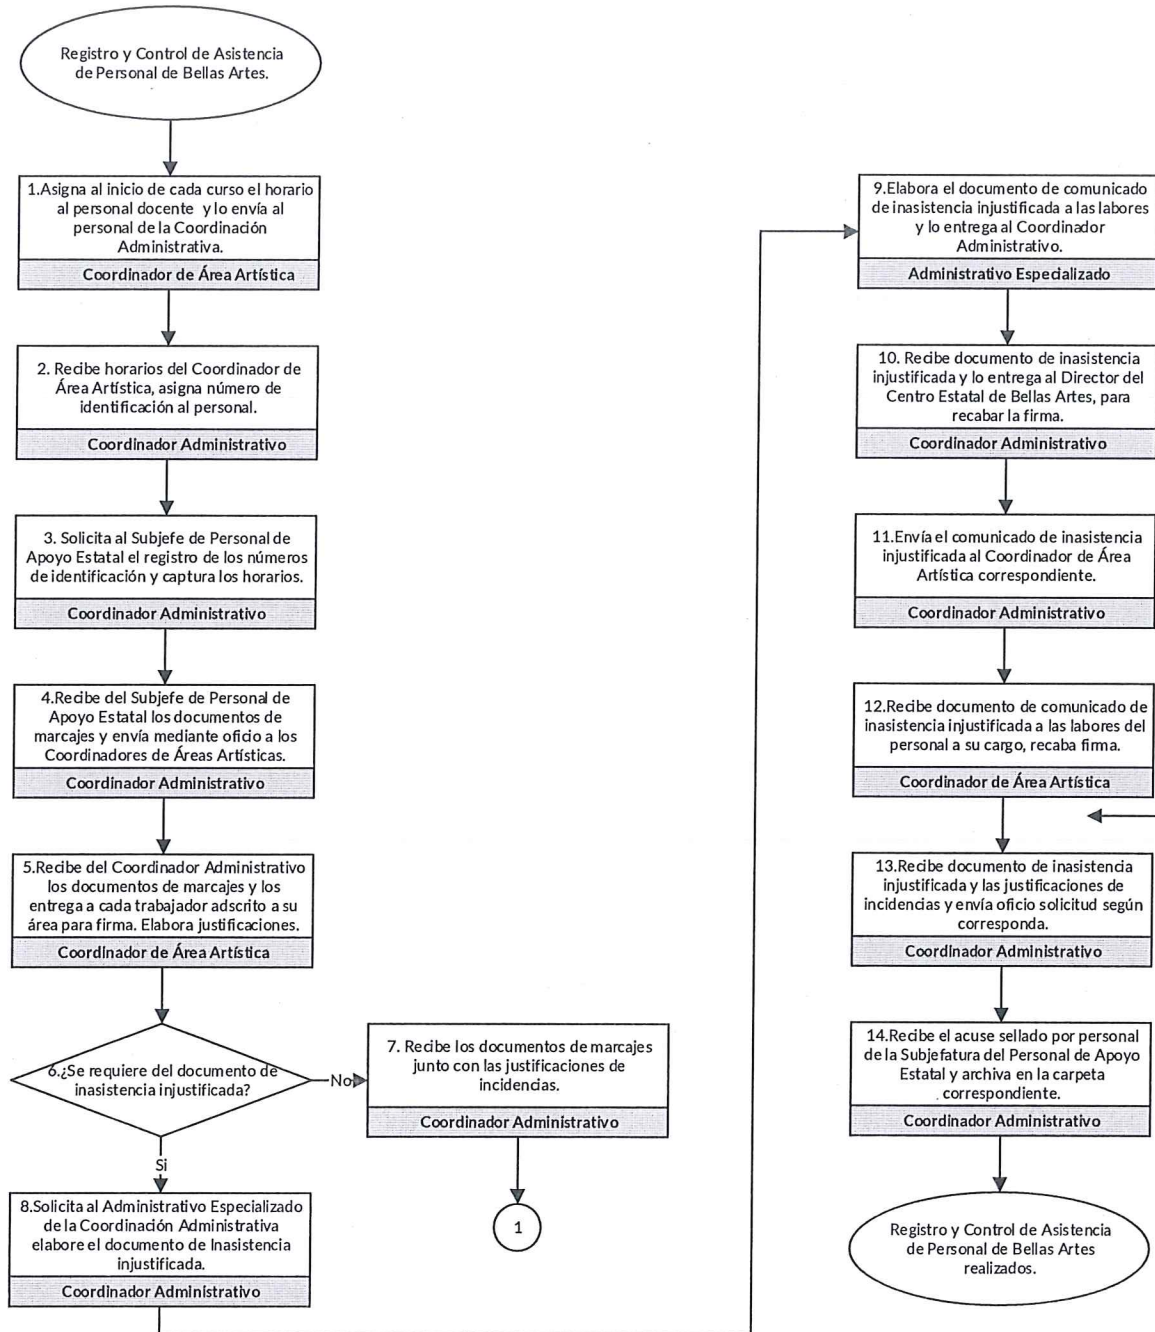 Registro y Control de Asistencia
de Personal de Bellas Artes.
1.Asigna al inicio de cada curso el horario
al personal docente y lo envía al
personal de la Coordinación
Administrativa.
Coordinador de Área Artística
2. Recibe horarios del Coordinador de
Área Artística, asigna número de
identificación al personal.
Coordinador Administrativo
3. Solicita al Subjefe de Personal de
Apoyo Estatal el registro de los números
de identificación y captura los horarios.
Coordinador Administrativo
4.Recibe del Subjefe de Personal de
Apoyo Estatal los documentos de
marcajes y envía mediante oficio a los
Coordinadores de Áreas Artísticas.
Coordinador Administrativo
5.Recibe del Coordinador Administrativo
los documentos de marcajes y los
entrega a cada trabajador adscrito a su
área para firma. Elabora justificaciones.
Coordinador de Área Artística
6.¿Se requiere del documento de
inasistencia injustificada?
No
7. Recibe los documentos de marcajes
junto con las justificaciones de
incidencias.
Coordinador Administrativo
1
Si
8.Solicita al Administrativo Especializado
de la Coordinación Administrativa
elabore el documento de Inasistencia
injustificada.
Coordinador Administrativo
9.Elabora el documento de comunicado
de inasistencia injustificada a las labores
y lo entrega al Coordinador
Administrativo.
Administrativo Especializado
10. Recibe documento de inasistencia
injustificada y lo entrega al Director del
Centro Estatal de Bellas Artes, para
recabar la firma.
Coordinador Administrativo
11.Envía el comunicado de inasistencia
injustificada al Coordinador de Área
Artística correspondiente.
Coordinador Administrativo
12.Recibe documento de comunicado de
inasistencia injustificada a las labores del
personal a su cargo, recaba firma.
Coordinador de Área Artística
13.Recibe documento de inasistencia
injustificada y las justificaciones de
incidencias y envía oficio solicitud según
corresponda.
Coordinador Administrativo
14.Recibe el acuse sellado por personal
de la Subjefatura del Personal de Apoyo
Estatal y archiva en la carpeta
correspondiente.
Coordinador Administrativo
Registro y Control de Asistencia
de Personal de Bellas Artes
realizados.